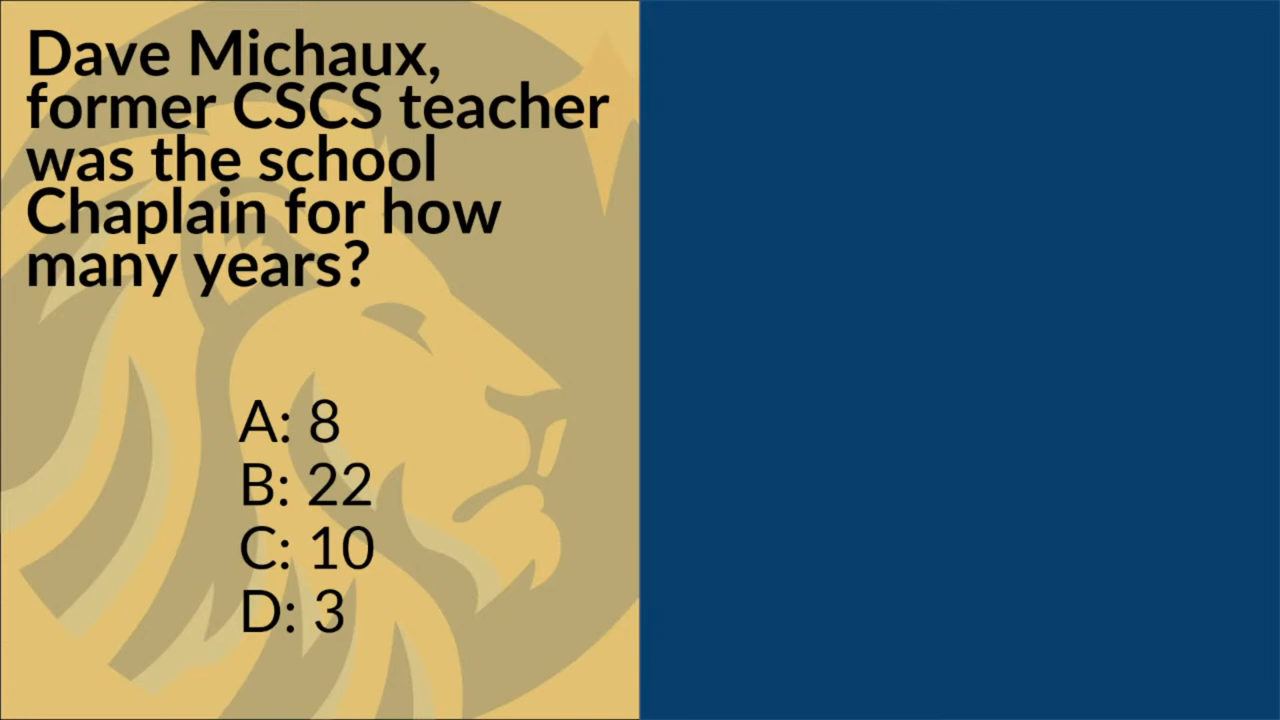 Dave Michaux,
former CSCS teacher
was the school
Chaplain for how
many years?
A: 8
B: 22
C: 10
D: 3